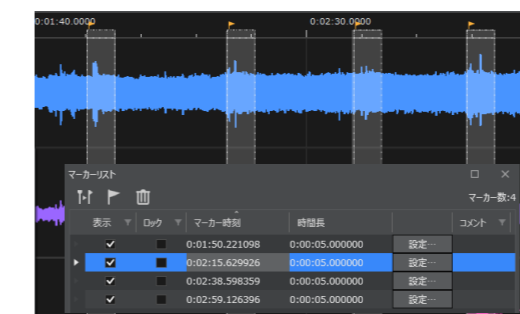 0:01:40.0000 0:02:30.0000
マーカーリスト
マーカー数:4
表示 ロック マーカー時刻 時間長 コメント
0:01:50.221098 0:00:05.000000 設定…
0:02:15.629926 0:00:05.000000 設定…
0:02:38.598359 0:00:05.000000 設定…
0:02:59.126396 0:00:05.000000 設定…